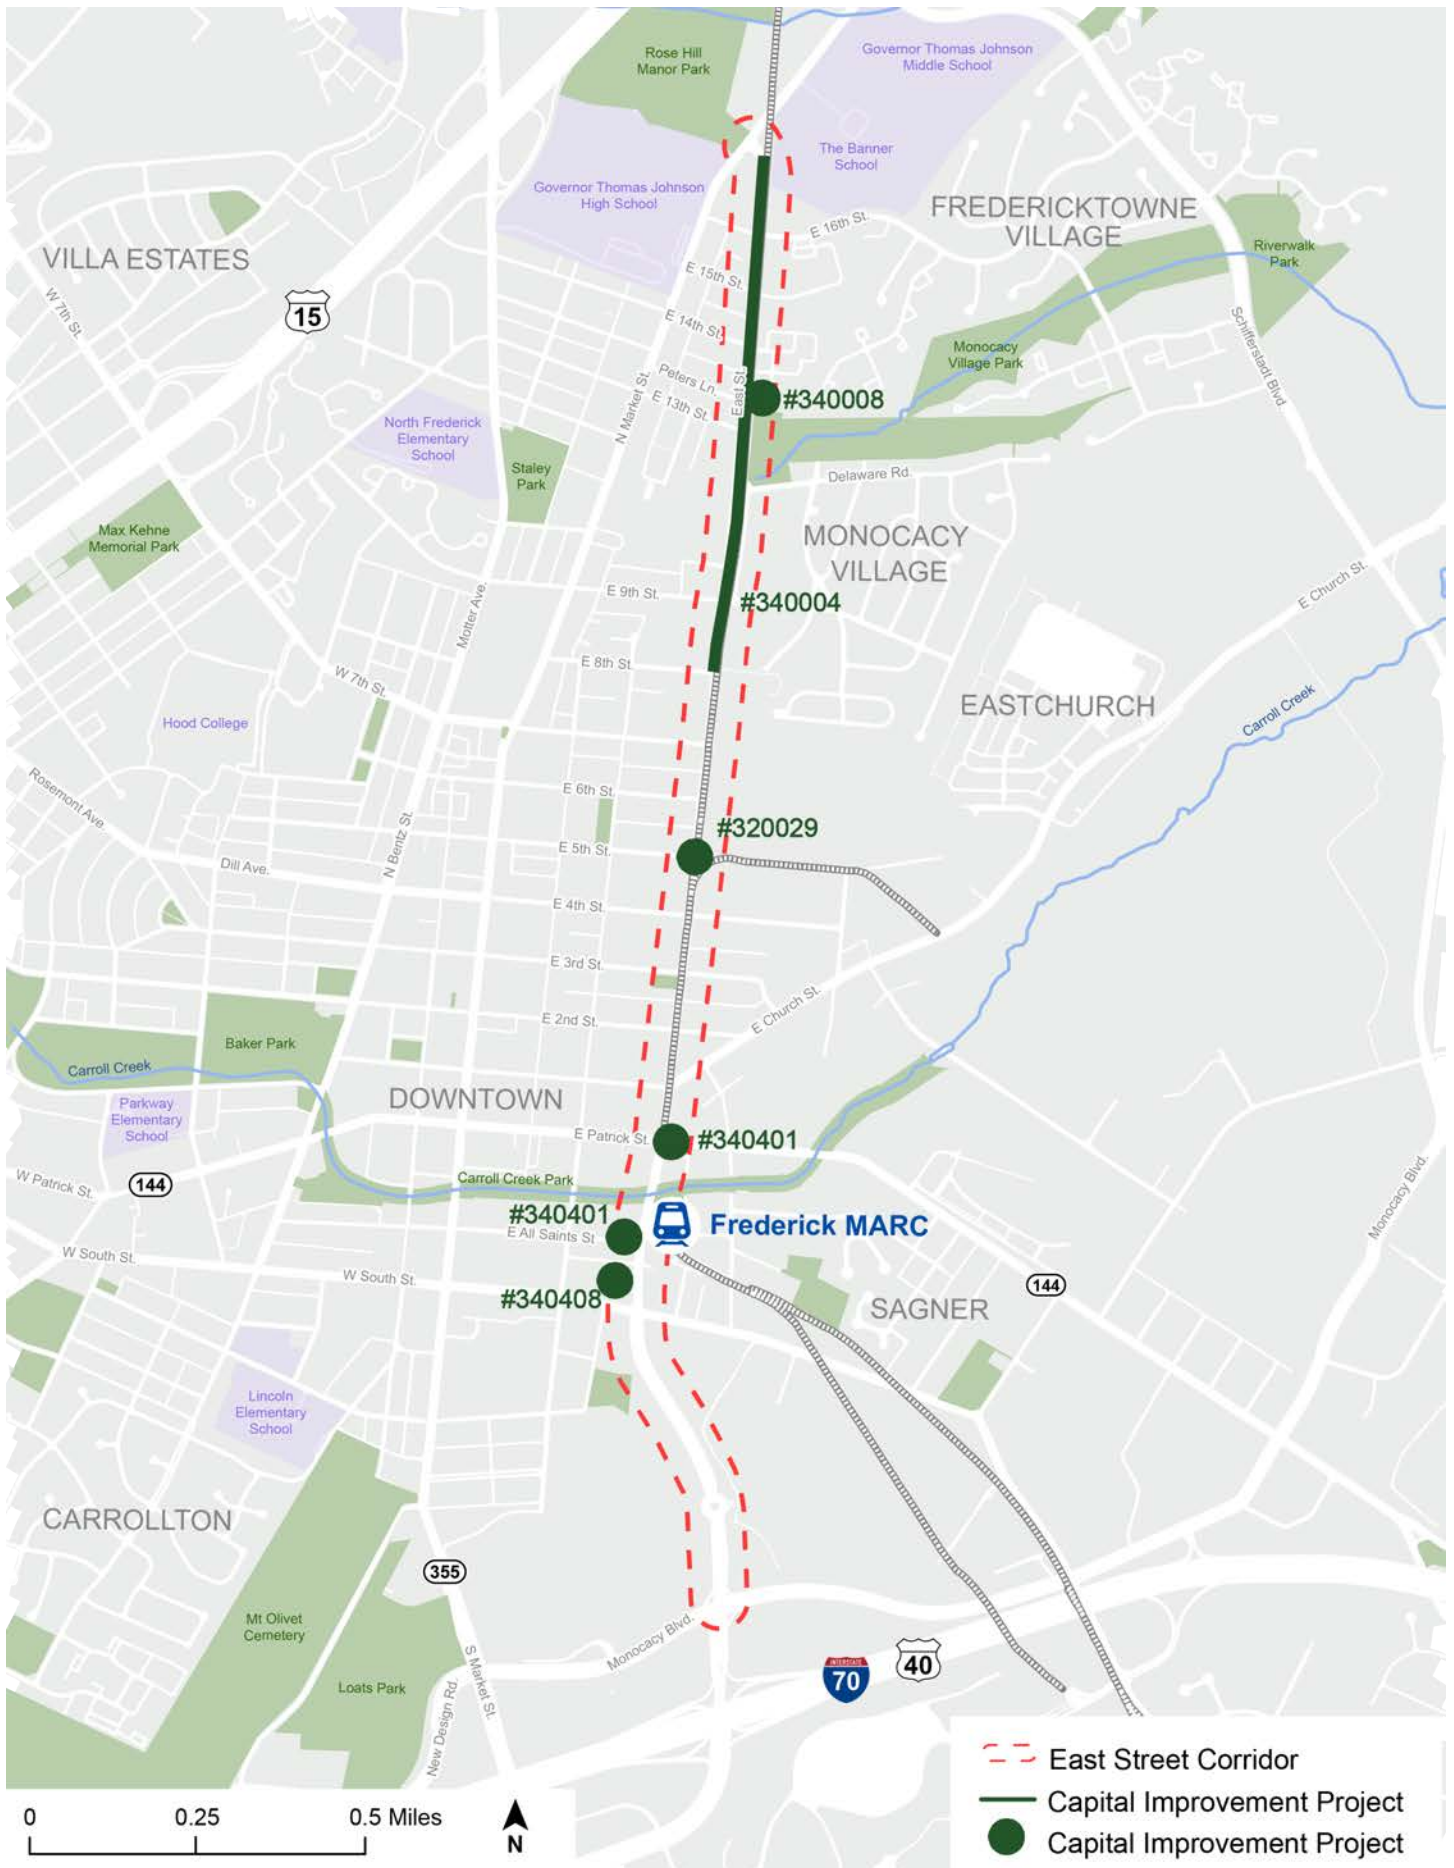 Rose Hill
Manor Park
Governor Thomas Johnson
Middle School
The Banner
School
Governor Thomas Johnson
High School
FREDERICKTOWNE
VILLAGE
E 16th St.
Riverwalk
Park
VILLA ESTATES
E 15th St.
W 7th St.
15
E 14th St.
Schifferstadt Blvd.
Monocacy
Village Park
Peters Ln.
East St.
#340008
E 13th St.
N Market St.
North Frederick
Elementary
School
Staley
Park
Delaware Rd.
Max Kehne
Memorial Park
MONOCACY
VILLAGE
E Church St.
E 9th St.
#340004
Motter Ave.
E 8th St.
W 7th St.
EASTCHURCH
Carroll Creek
Hood College
E 6th St.
Rosemont Ave.
#320029
N Bentz St.
E 5th St.
Dill Ave.
E 4th St.
E 3rd St.
E 2nd St.
E Church St.
Baker Park
Carroll Creek
DOWNTOWN
Parkway
Elementary
School
E Patrick St.
#340401
W Patrick St.
144
Carroll Creek Park
Monocacy Blvd.
#340401
Frederick MARC
E All Saints St
W South St.
W South St.
144
#340408
SAGNER
Lincoln
Elementary
School
CARROLLTON
355
Mt Olivet
Cemetery
Monocacy Blvd.
S Market St.
INTERSTATE
70
40
Loats Park
New Design Rd.
East Street Corridor
Capital Improvement Project
Capital Improvement Project
0 0.25 0.5 Miles
N